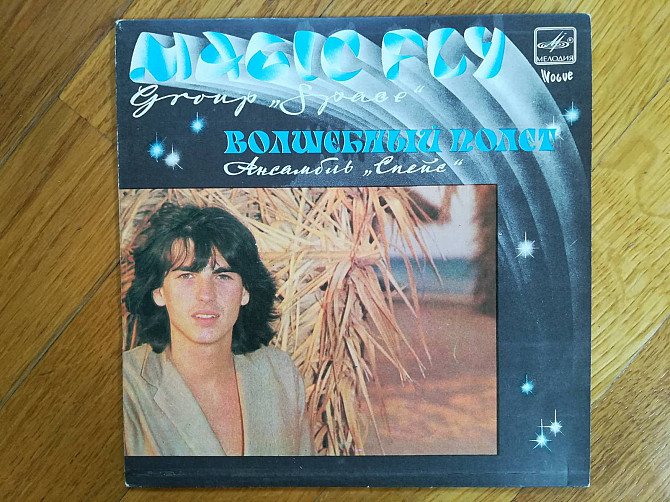 MAGIC FLY
Group „Space“
ВОЛШЕБНЫЙ ПОЛЕТ
Ансамбль „Спейс“
МЕЛОДИЯ
Vogue